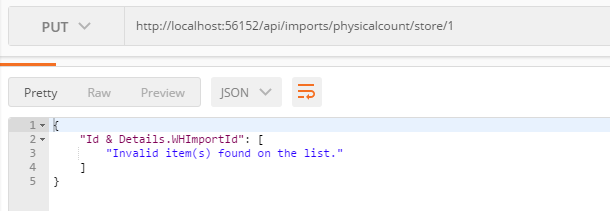 PUT http://localhost:56152/api/imports/physicalcount/store/1
Pretty Raw Preview JSON
1 {
2 "Id & Details.WHImportId": [
3 "Invalid item(s) found on the list."
4 ]
5 }